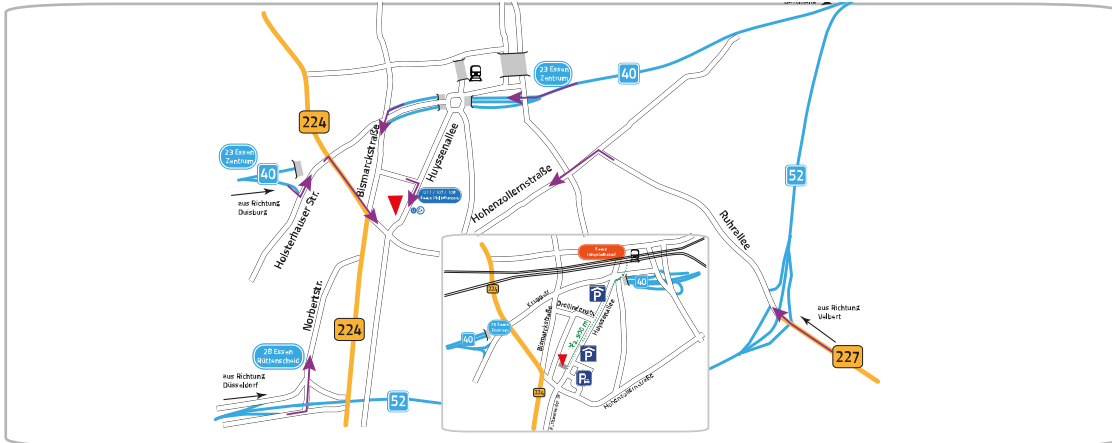 23 Essen
Zentrum
40
224
Bismarckstraße
Huyssenallee
23 Essen
Zentrum
40
aus Richtung
Duisburg
Holsterhauser Str.
Hohenzollernstraße
52
Ruhrallee
Norbertstr.
224
28 Essen
Rüttenscheid
aus Richtung
Düsseldorf
52
aus Richtung
Velbert
227
40
224
Kruppstr.
Dreilindenstr.
Huyssenallee
Bismarckstraße
P
40
P
P
224
Hohenzollernstraße